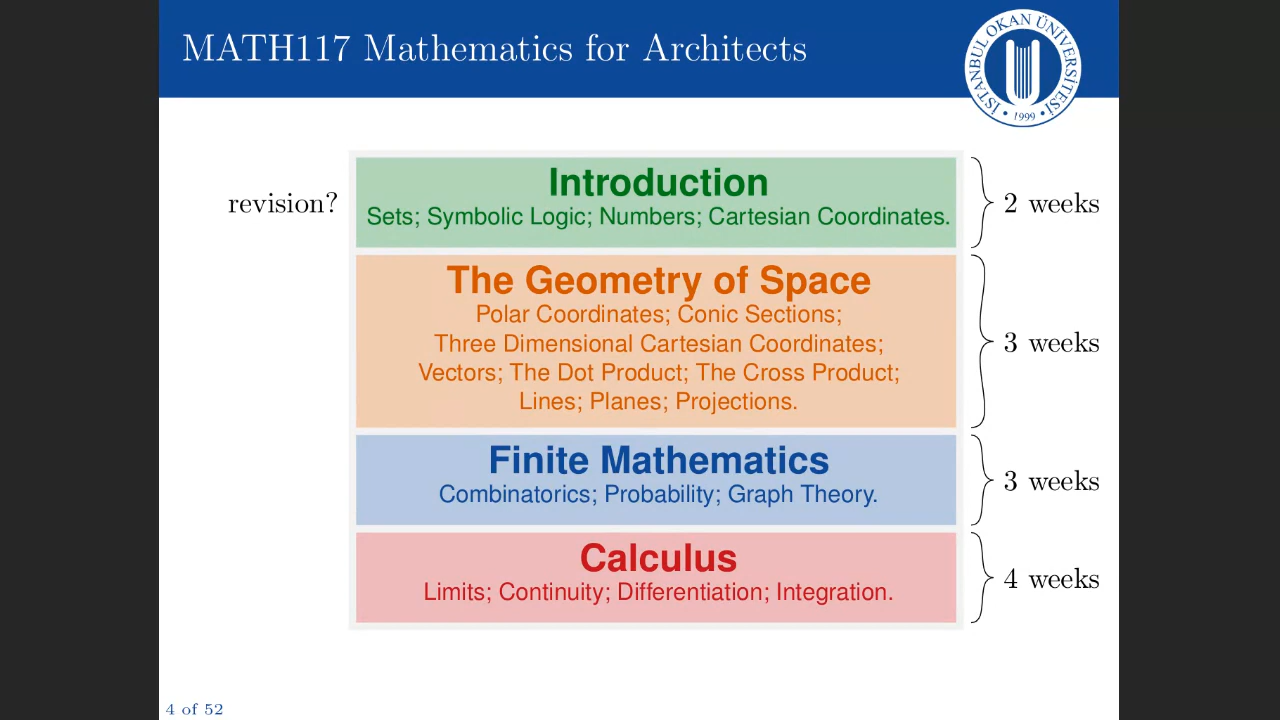 MATH117 Mathematics for Architects
İSTANBUL OKAN ÜNİVERSİTESİ
• 1999 •
revision?
Introduction
Sets; Symbolic Logic; Numbers; Cartesian Coordinates.
2 weeks
The Geometry of Space
Polar Coordinates; Conic Sections;
Three Dimensional Cartesian Coordinates;
Vectors; The Dot Product; The Cross Product;
Lines; Planes; Projections.
3 weeks
Finite Mathematics
Combinatorics; Probability; Graph Theory.
3 weeks
Calculus
Limits; Continuity; Differentiation; Integration.
4 weeks
4 of 52